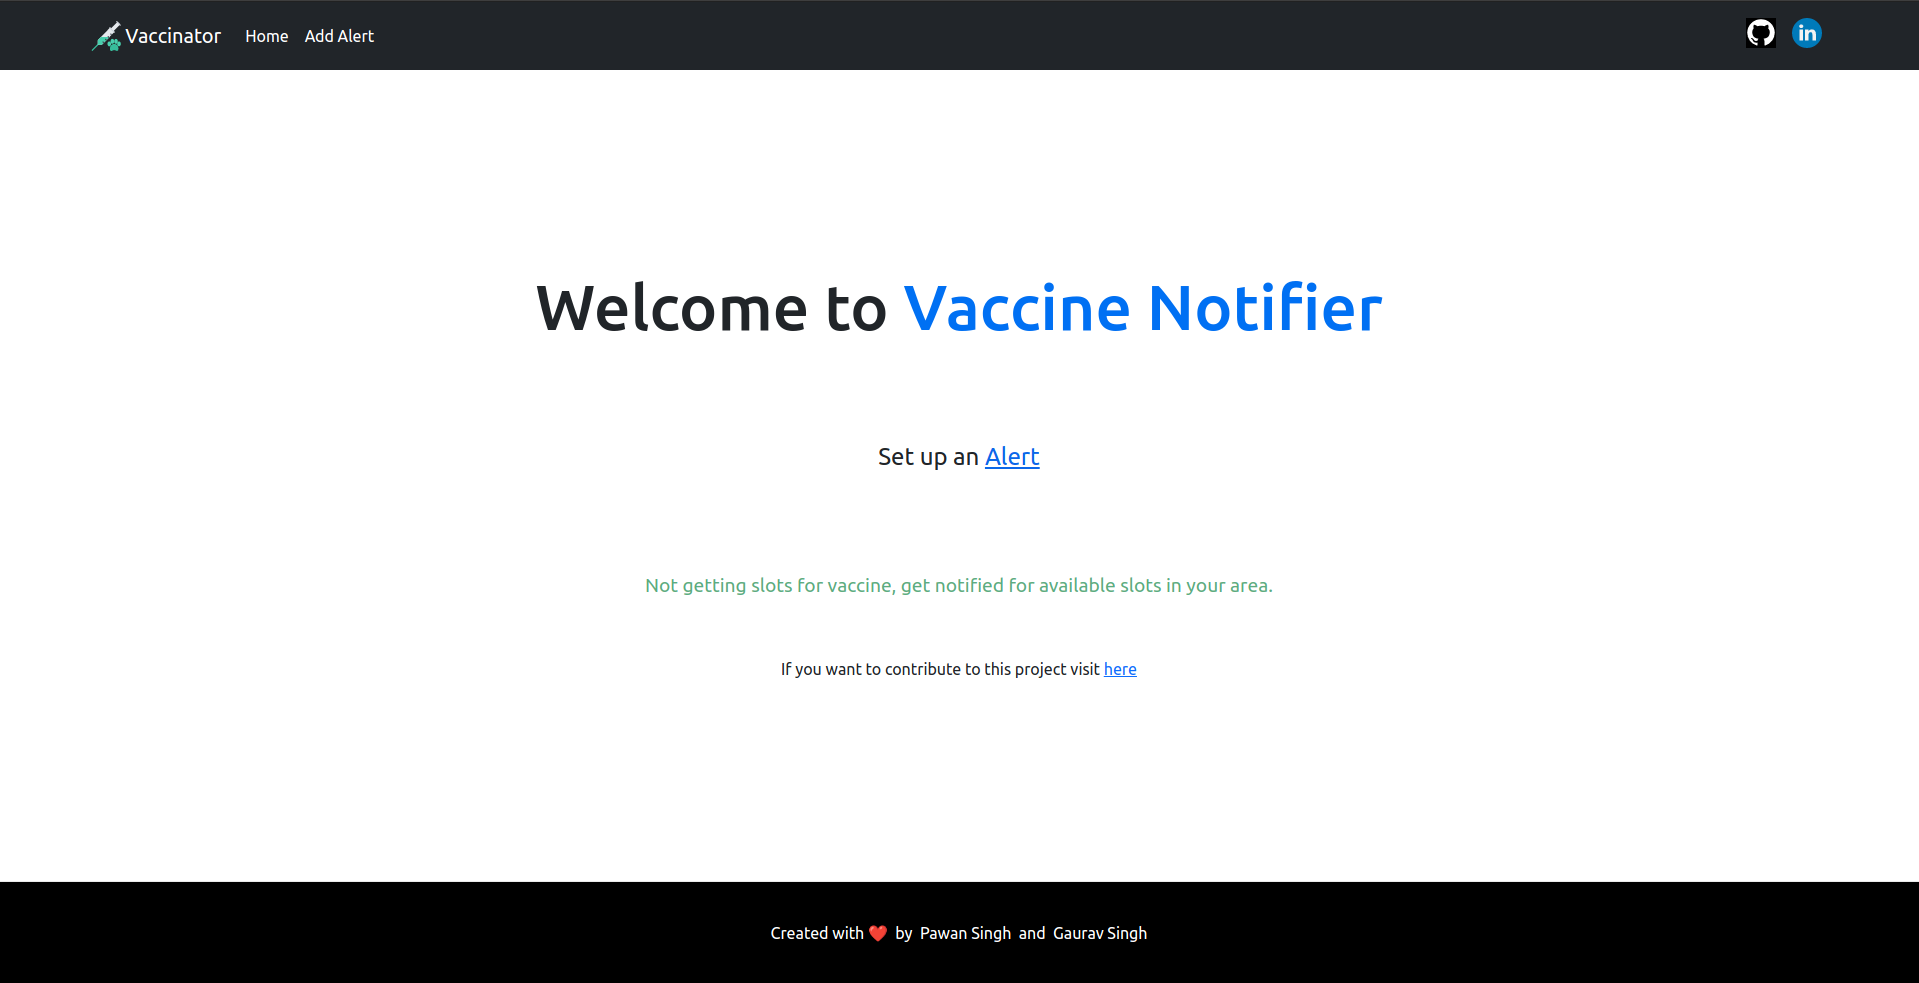 Vaccinator Home Add Alert in
Welcome to Vaccine Notifier
Set up an Alert
Not getting slots for vaccine, get notified for available slots in your area.
If you want to contribute to this project visit here
Created with ❤️ by Pawan Singh and Gaurav Singh